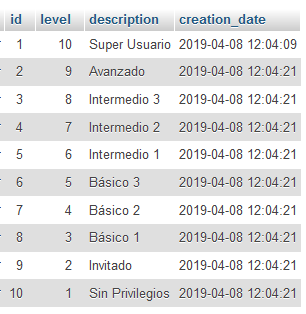 id level description creation_date
1 10 Super Usuario 2019-04-08 12:04:09
2 9 Avanzado 2019-04-08 12:04:21
3 8 Intermedio 3 2019-04-08 12:04:21
4 7 Intermedio 2 2019-04-08 12:04:21
5 6 Intermedio 1 2019-04-08 12:04:21
6 5 Básico 3 2019-04-08 12:04:21
7 4 Básico 2 2019-04-08 12:04:21
8 3 Básico 1 2019-04-08 12:04:21
9 2 Invitado 2019-04-08 12:04:21
10 1 Sin Privilegios 2019-04-08 12:04:21